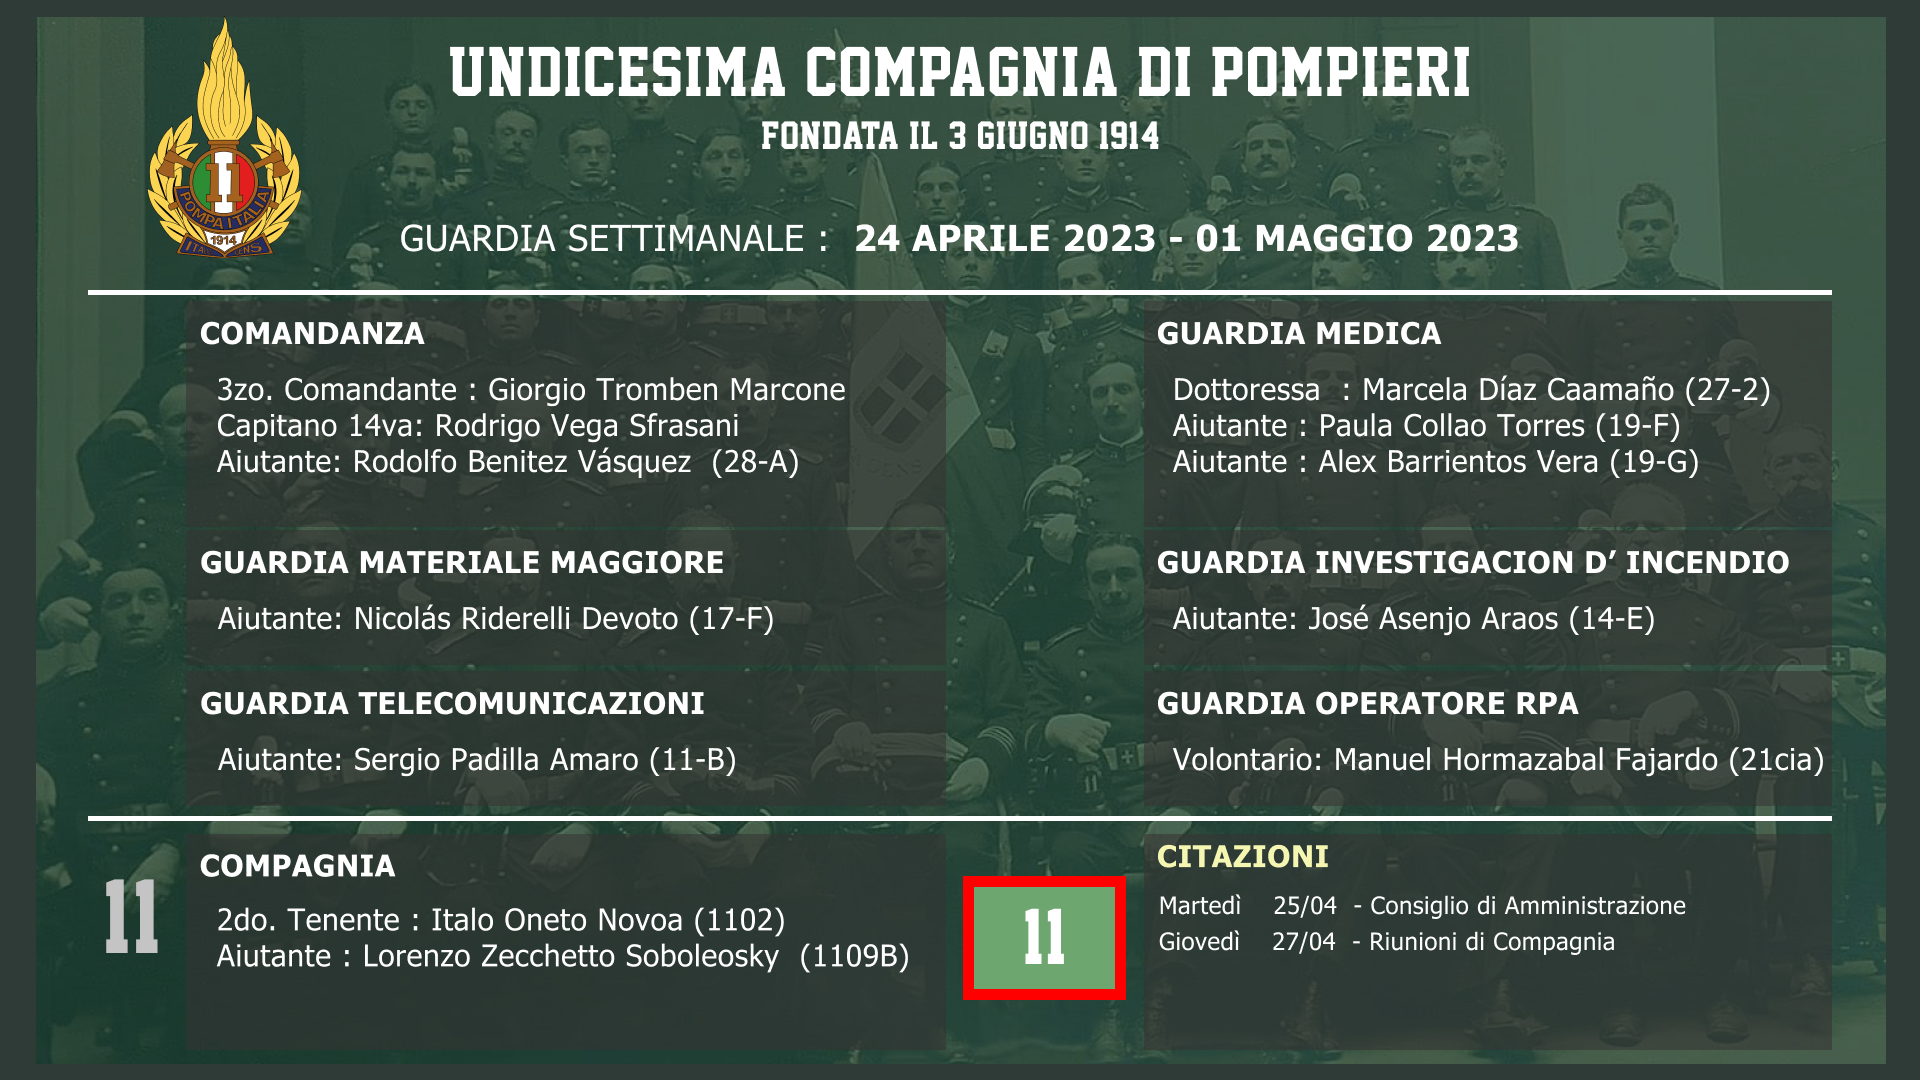 UNDICESIMA COMPAGNIA DI POMPIERI
FONDATA IL 3 GIUGNO 1914
11
POMPA ITALIA
1914
GUARDIA SETTIMANALE : 24 APRILE 2023 - 01 MAGGIO 2023
COMANDANZA
3zo. Comandante : Giorgio Tromben Marcone
Capitano 14va: Rodrigo Vega Sfrasani
Aiutante: Rodolfo Benitez Vásquez (28-A)
GUARDIA MEDICA
Dottoressa : Marcela Díaz Caamaño (27-2)
Aiutante : Paula Collao Torres (19-F)
Aiutante : Alex Barrientos Vera (19-G)
GUARDIA MATERIALE MAGGIORE
Aiutante: Nicolás Riderelli Devoto (17-F)
GUARDIA INVESTIGACION D’ INCENDIO
Aiutante: José Asenjo Araos (14-E)
GUARDIA TELECOMUNICAZIONI
Aiutante: Sergio Padilla Amaro (11-B)
GUARDIA OPERATORE RPA
Volontario: Manuel Hormazabal Fajardo (21cia)
11
COMPAGNIA
2do. Tenente : Italo Oneto Novoa (1102)
Aiutante : Lorenzo Zecchetto Soboleosky (1109B)
11
CITAZIONI
Martedì 25/04 - Consiglio di Amministrazione
Giovedì 27/04 - Riunioni di Compagnia